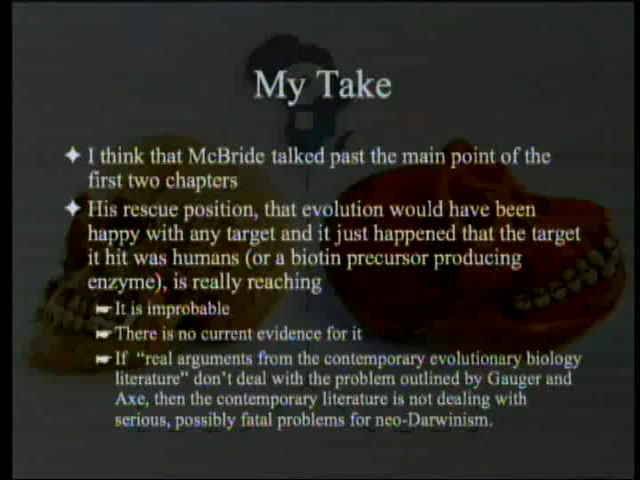 My Take
I think that McBride talked past the main point of the
first two chapters
His rescue position, that evolution would have been
happy with any target and it just happened that the target
it hit was humans (or a biotin precursor producing
enzyme), is really reaching
It is improbable
There is no current evidence for it
If “real arguments from the contemporary evolutionary biology
literature” don’t deal with the problem outlined by Gauger and
Axe, then the contemporary literature is not dealing with
serious, possibly fatal problems for neo-Darwinism.